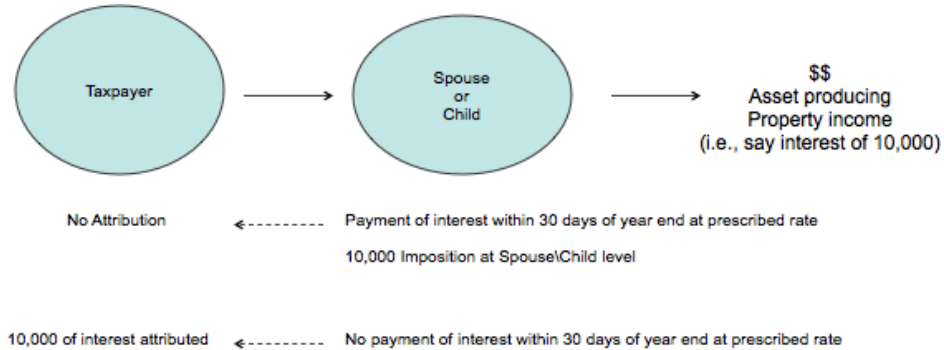 Taxpayer
Spouse
or
Child
$$
Asset producing
Property income
(i.e., say interest of 10,000)
No Attribution
Payment of interest within 30 days of year end at prescribed rate
10,000 Imposition at Spouse\Child level
10,000 of interest attributed
No payment of interest within 30 days of year end at prescribed rate